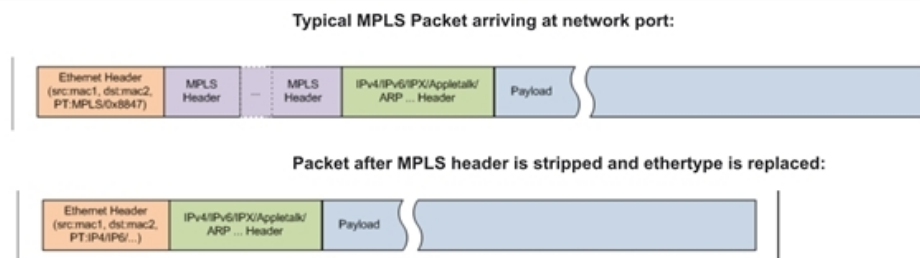 Typical MPLS Packet arriving at network port:
Ethernet Header
(src:mac1, dst:mac2,
PT:MPLS/0x8847)
MPLS
Header
...
MPLS
Header
IPv4/IPv6/IPX/Appletalk/
ARP ... Header
Payload
Packet after MPLS header is stripped and ethertype is replaced:
Ethernet Header
(src:mac1, dst:mac2,
PT:IP4/IP6/...)
IPv4/IPv6/IPX/Appletalk/
ARP ... Header
Payload